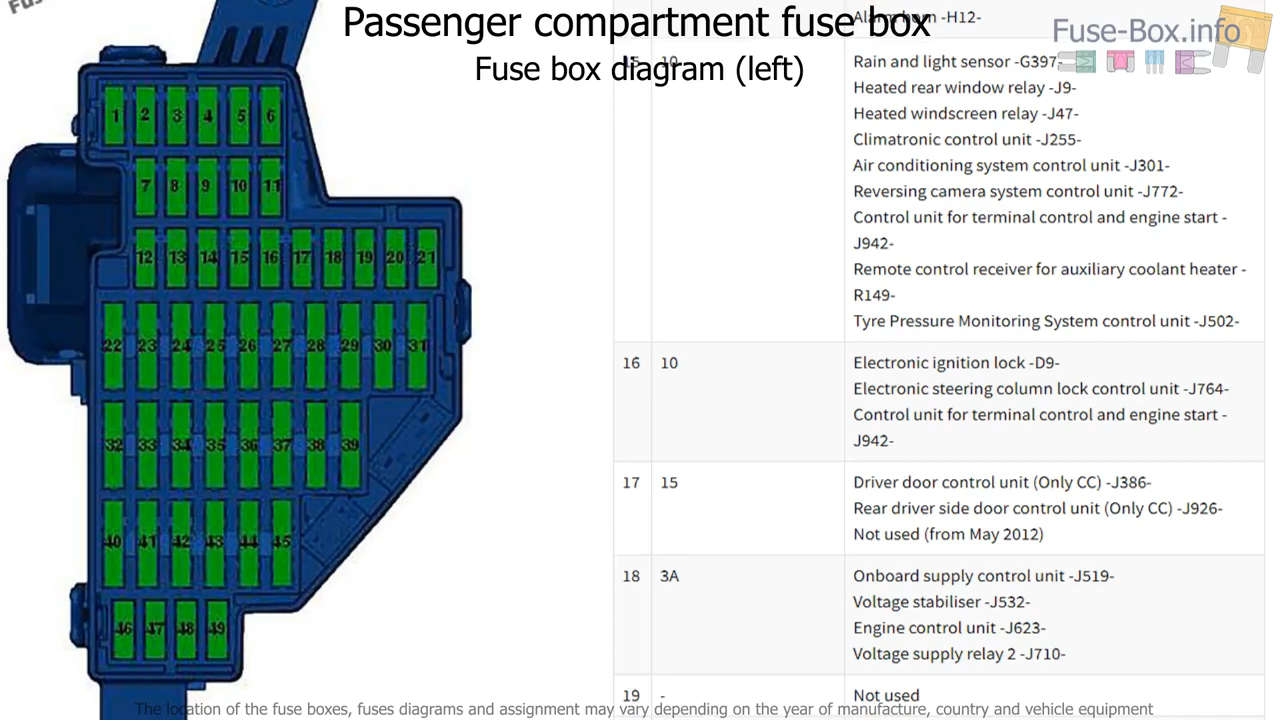 Passenger compartment fuse box
Fuse box diagram (left)
Fuse-Box.info
1 2 3 4 5 6
7 8 9 10 11
12 13 14 15 16 17 18 19 20 21
22 23 24 25 26 27 28 29 30 31
32 33 34 35 36 37 38 39
40 41 42 43 44 45
46 47 48 49
Alarm horn -H12-
15 10 Rain and light sensor -G397-
Heated rear window relay -J9-
Heated windscreen relay -J47-
Climatronic control unit -J255-
Air conditioning system control unit -J301-
Reversing camera system control unit -J772-
Control unit for terminal control and engine start -
J942-
Remote control receiver for auxiliary coolant heater -
R149-
Tyre Pressure Monitoring System control unit -J502-
16 10 Electronic ignition lock -D9-
Electronic steering column lock control unit -J764-
Control unit for terminal control and engine start -
J942-
17 15 Driver door control unit (Only CC) -J386-
Rear driver side door control unit (Only CC) -J926-
Not used (from May 2012)
18 3A Onboard supply control unit -J519-
Voltage stabiliser -J532-
Engine control unit -J623-
Voltage supply relay 2 -J710-
19 - Not used
The location of the fuse boxes, fuses diagrams and assignment may vary depending on the year of manufacture, country and vehicle equipment